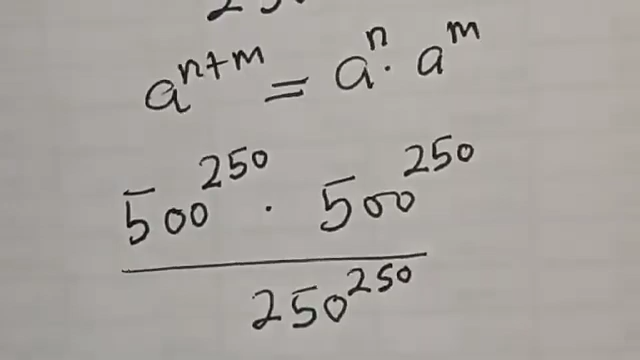 a^{n+m} = a^n · a^m
500^{250} · 500^{250}
250^{250}